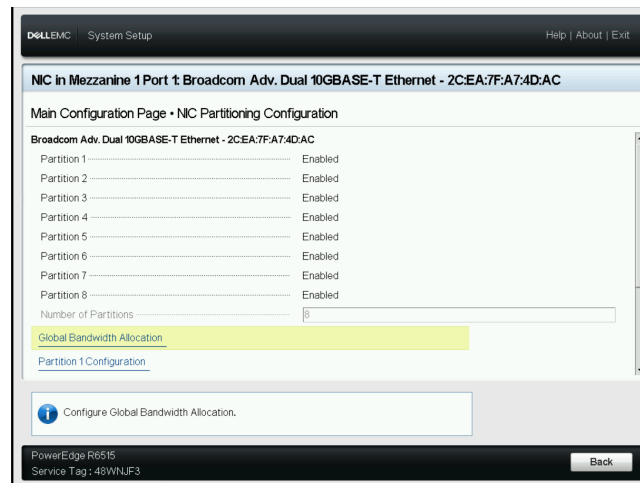 DELLEMC System Setup Help | About | Exit
NIC in Mezzanine 1 Port 1: Broadcom Adv. Dual 10GBASE-T Ethernet - 2C:EA:7F:A7:4D:AC
Main Configuration Page • NIC Partitioning Configuration
Broadcom Adv. Dual 10GBASE-T Ethernet - 2C:EA:7F:A7:4D:AC
Partition 1 Enabled
Partition 2 Enabled
Partition 3 Enabled
Partition 4 Enabled
Partition 5 Enabled
Partition 6 Enabled
Partition 7 Enabled
Partition 8 Enabled
Number of Partitions 8
Global Bandwidth Allocation
Partition 1 Configuration
Configure Global Bandwidth Allocation.
PowerEdge R6515
Service Tag : 48WNJF3
Back